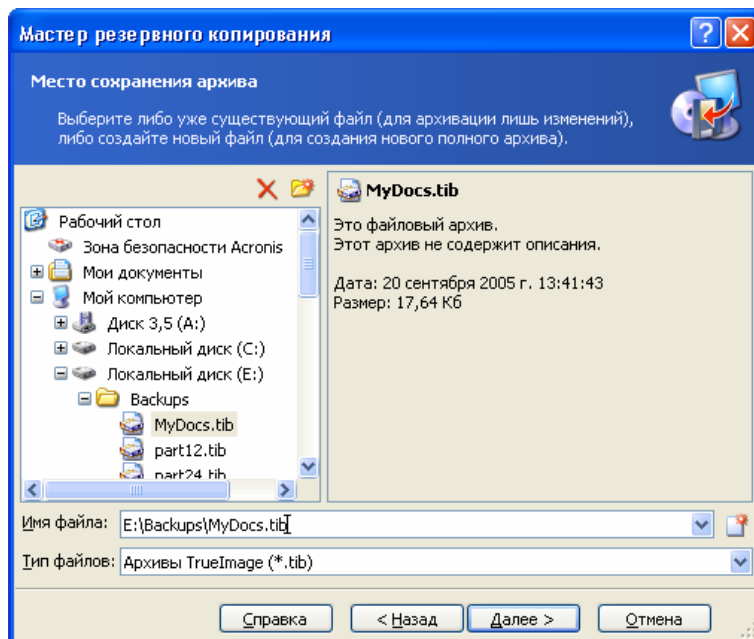 Мастер резервного копирования
Место сохранения архива
Выберите либо уже существующий файл (для архивации лишь изменений),
либо создайте новый файл (для создания нового полного архива).
Рабочий стол
Зона безопасности Acronis
Мои документы
Мой компьютер
Диск 3,5 (A:)
Локальный диск (C:)
Локальный диск (E:)
Backups
MyDocs.tib
part12.tib
part24.tib
MyDocs.tib
Это файловый архив.
Этот архив не содержит описания.
Дата: 20 сентября 2005 г. 13:41:43
Размер: 17,64 Кб
Имя файла: E:\Backups\MyDocs.tib
Тип файлов: Архивы TrueImage (*.tib)
Справка
< Назад
Далее >
Отмена